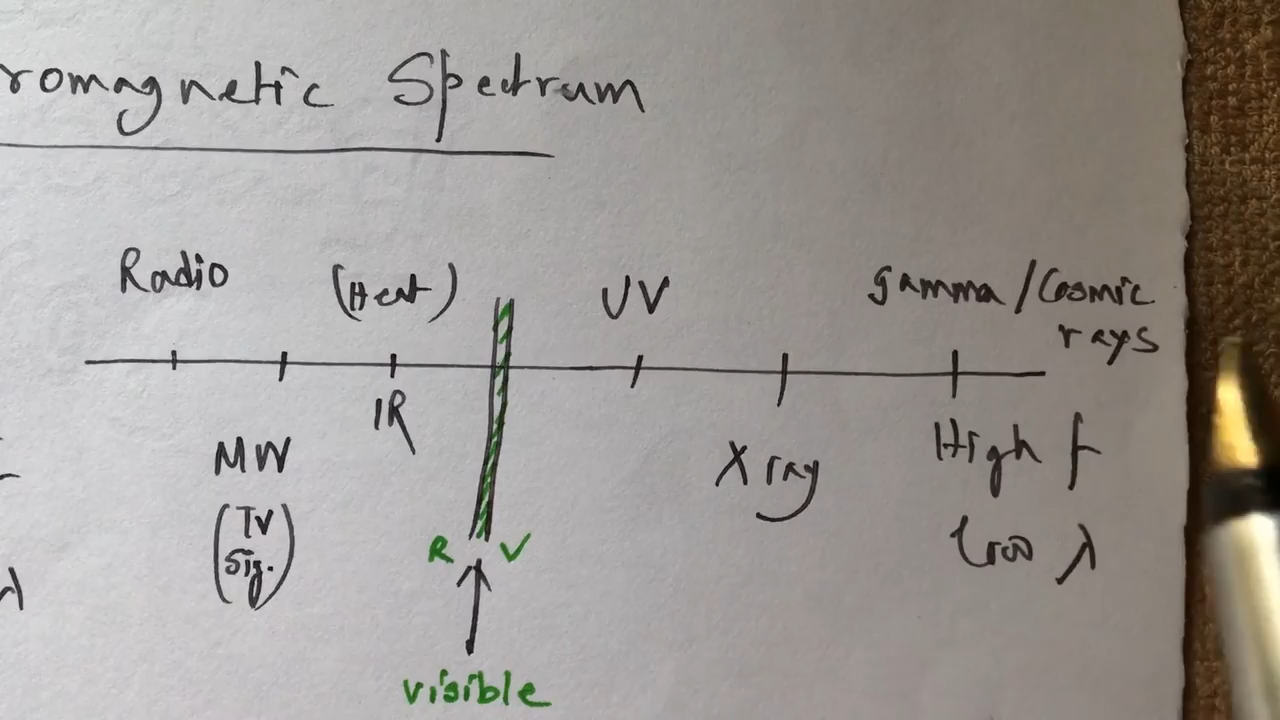 romagnetic Spectrum
Radio
(Heat)
UV
gamma/Cosmic
rays
IR
MW
(TV
Sig.)
X ray
High f
low λ
R V
λ
visible